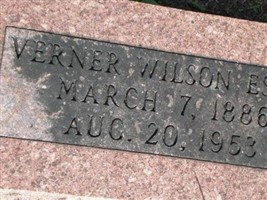 VERNER WILSON ES
MARCH 7, 1886
AUG. 20, 1953